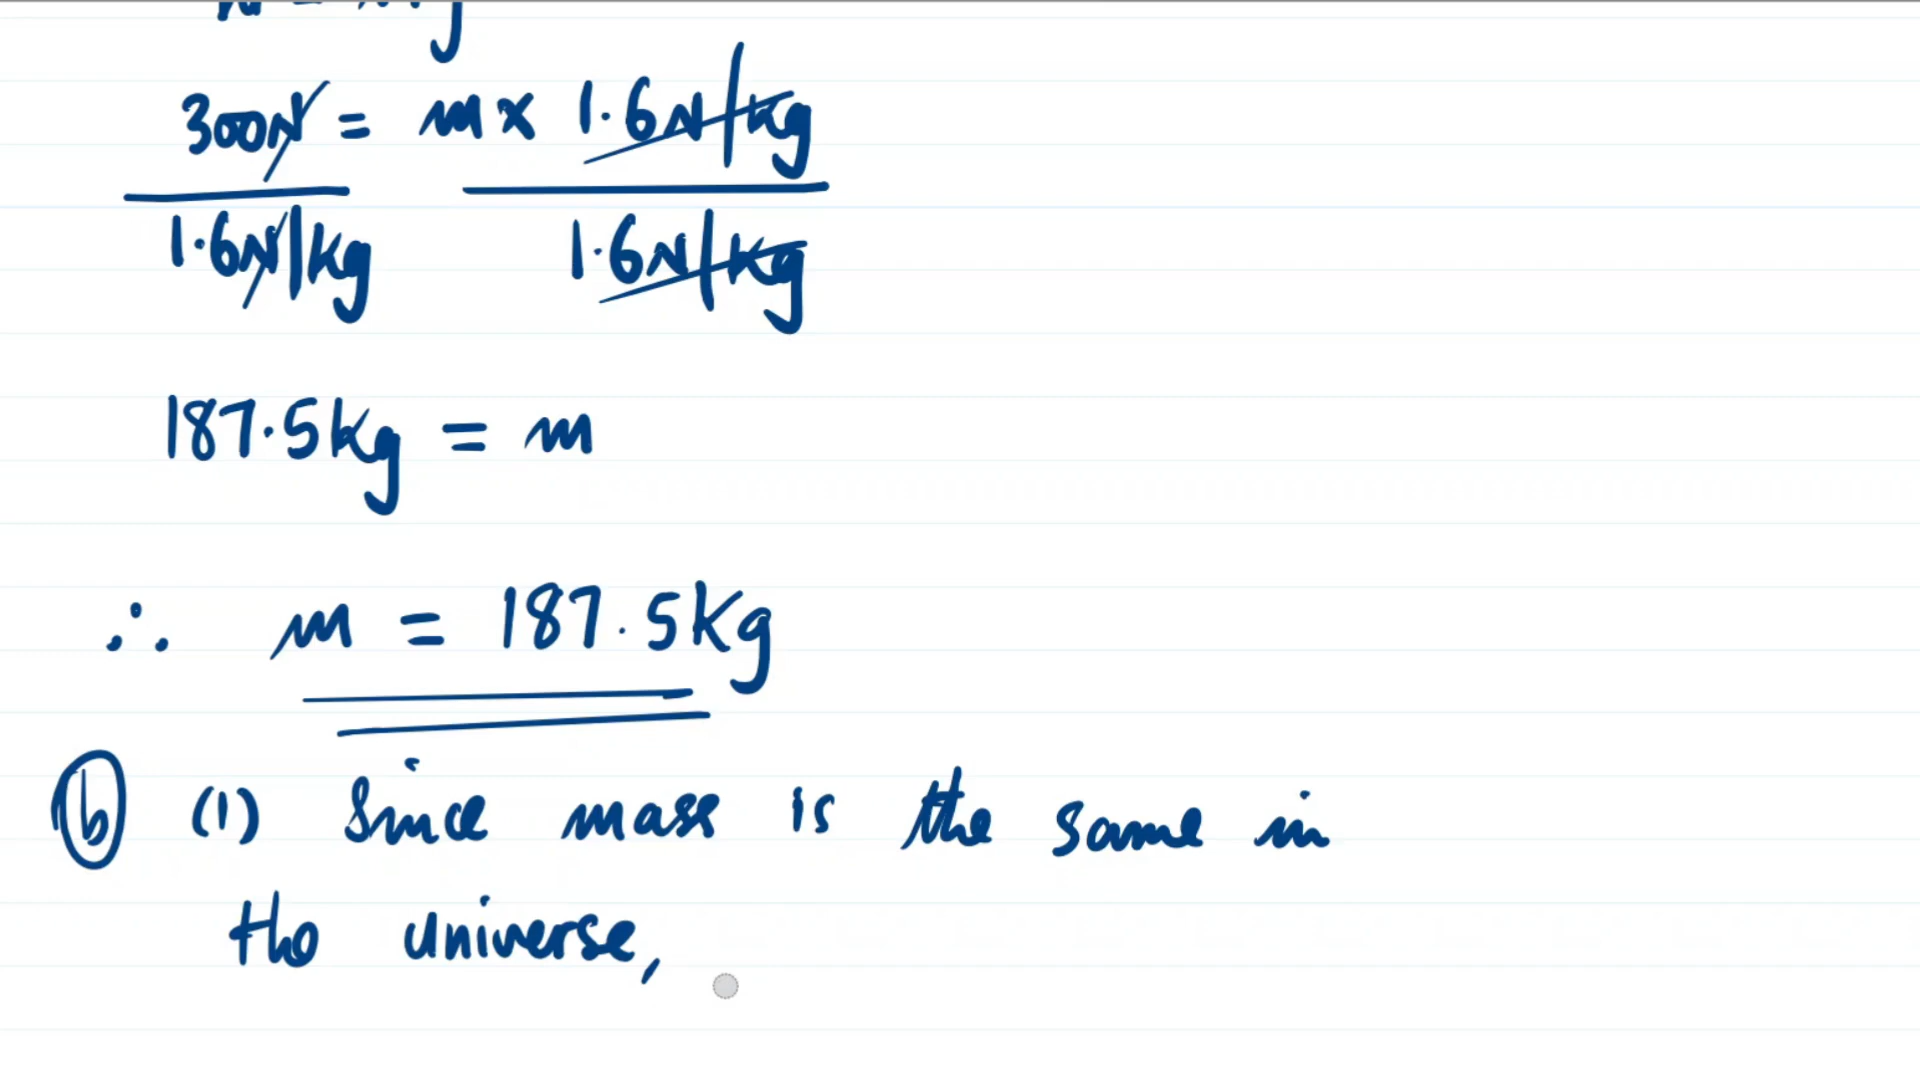 300N = m x 1.6N/kg
1.6N/kg 1.6N/kg
187.5kg = m
∴ m = 187.5kg
(b) (1) Since mass is the same in
the universe,